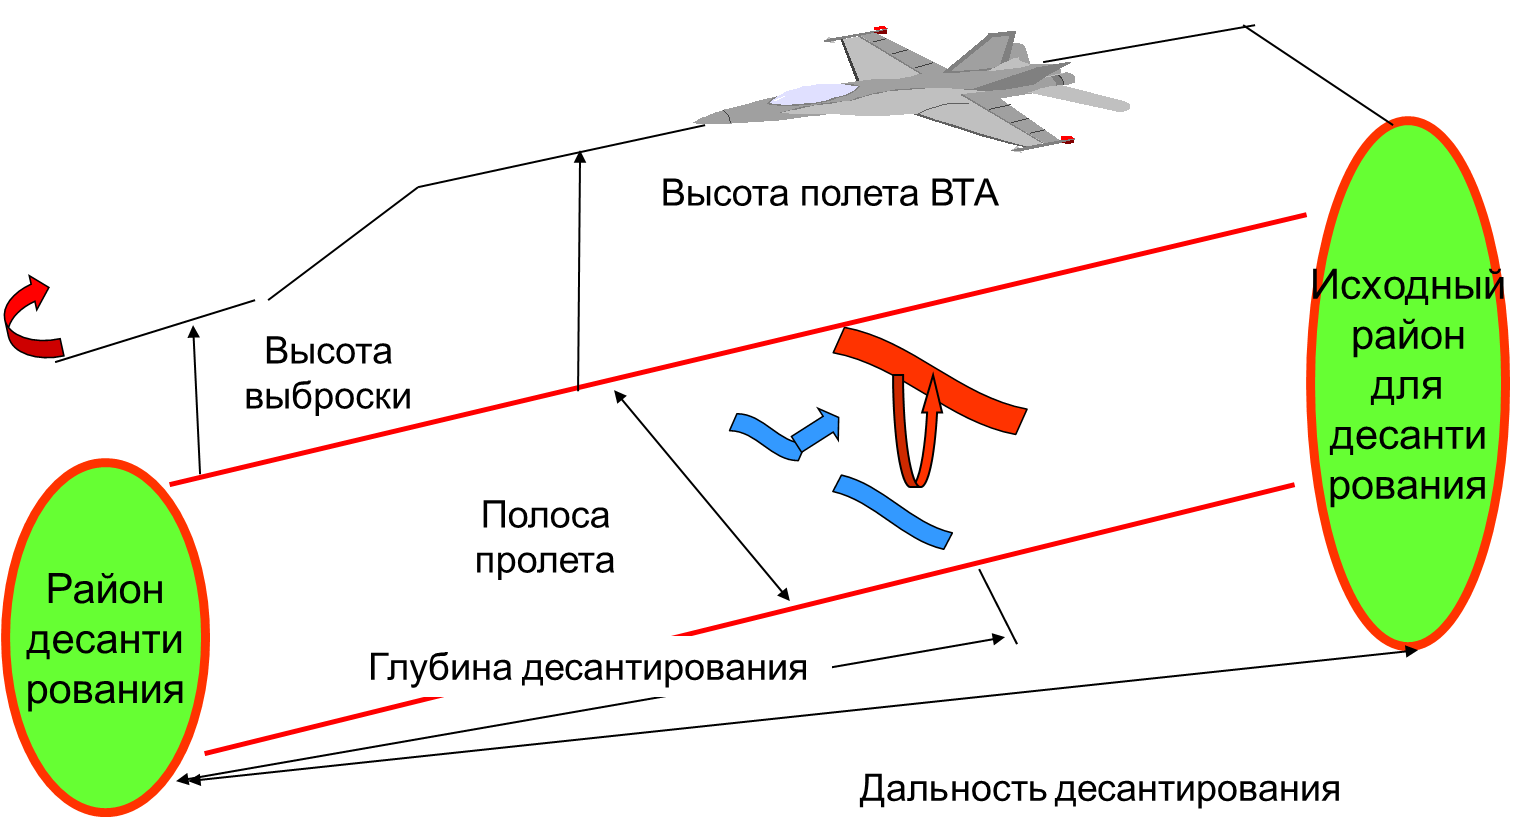 Высота полета ВТА
Исходный
район
для
десанти
рования
Высота
выброски
Полоса
пролета
Район
десанти
рования
Глубина десантирования
Дальность десантирования